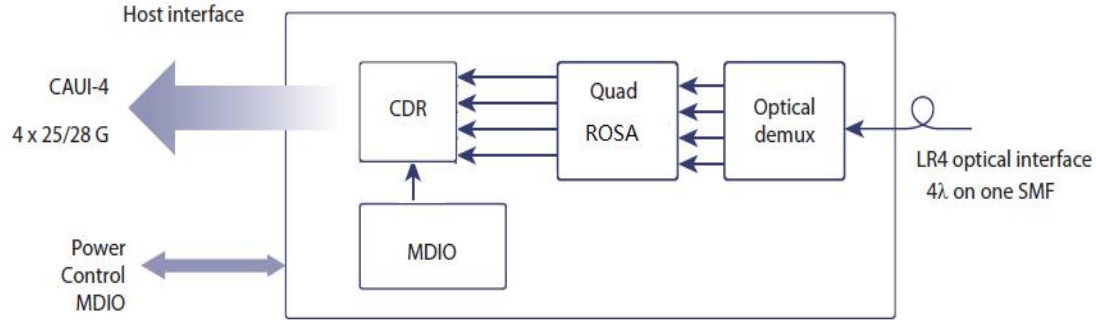 Host interface
CAUI-4
4 x 25/28 G
CDR
Quad
ROSA
Optical
demux
LR4 optical interface
4λ on one SMF
MDIO
Power
Control
MDIO